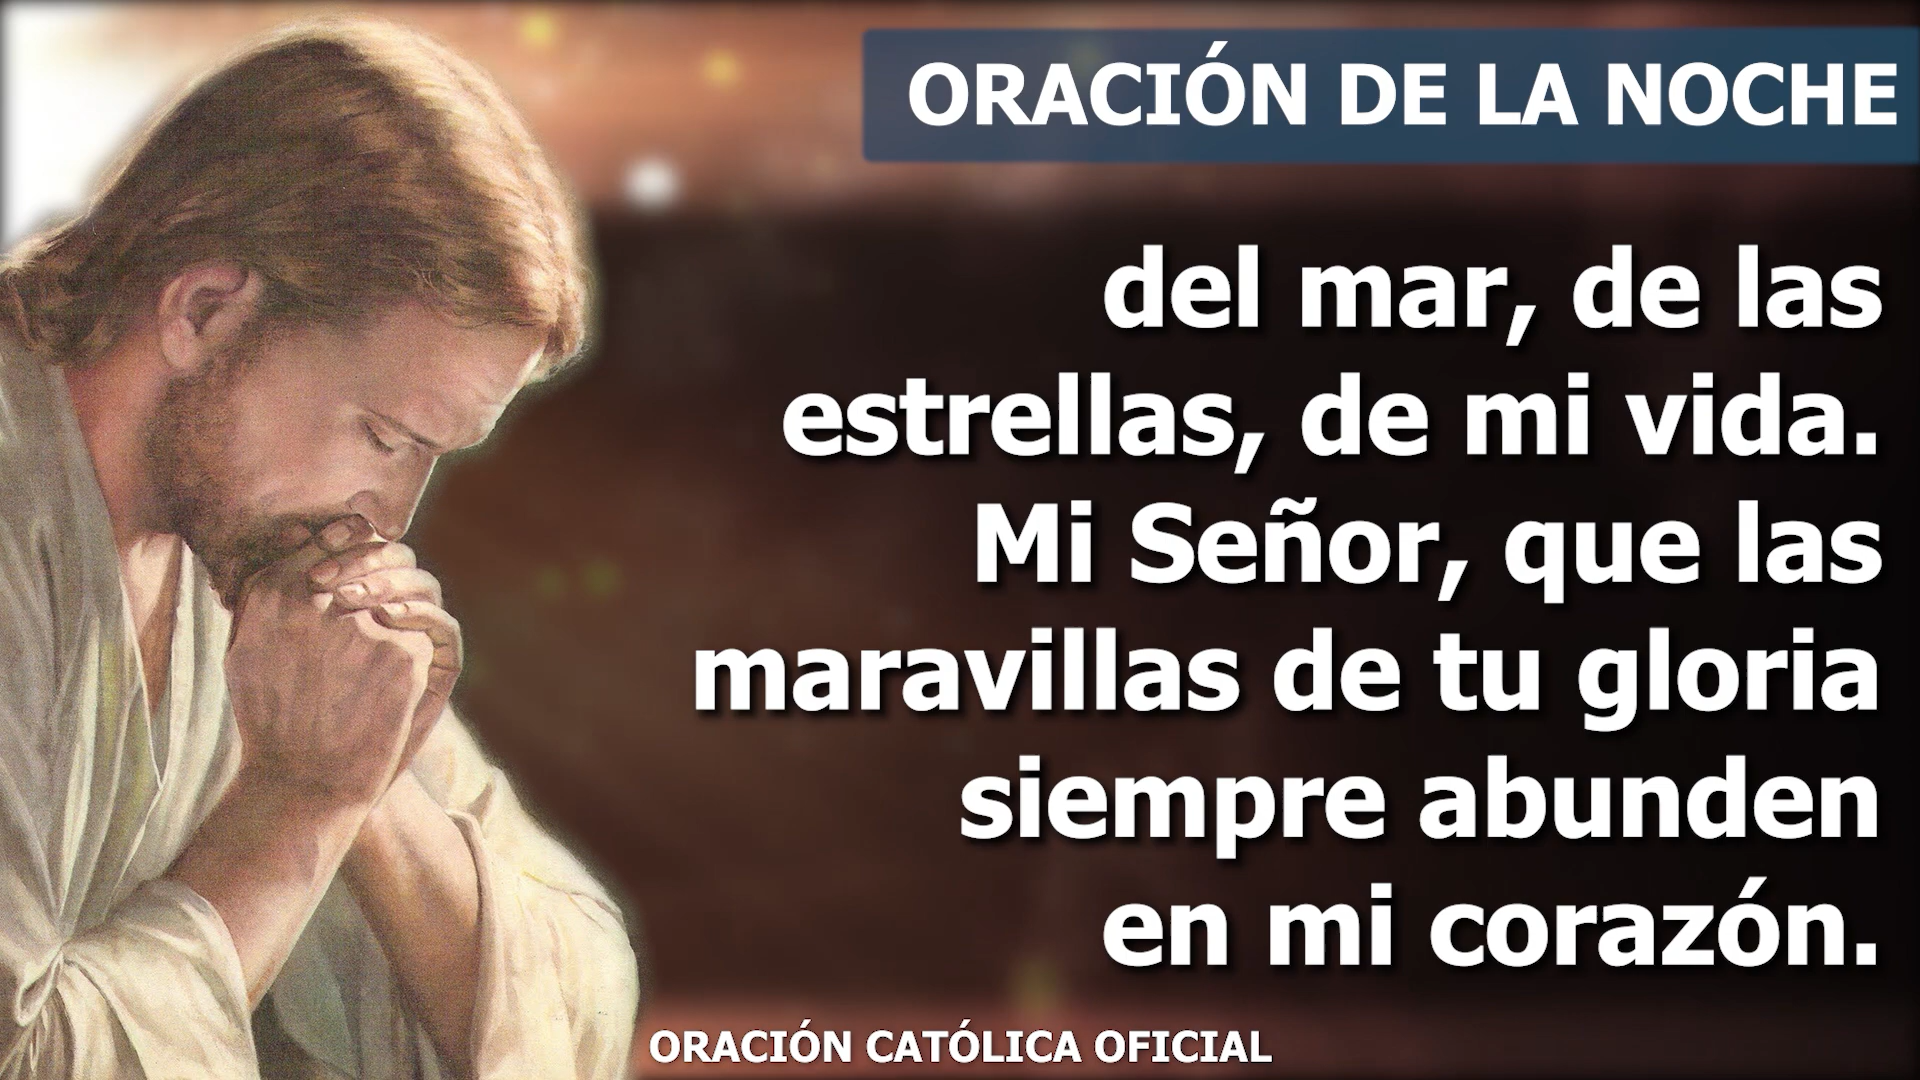 ORACIÓN DE LA NOCHE
del mar, de las
estrellas, de mi vida.
Mi Señor, que las
maravillas de tu gloria
siempre abunden
en mi corazón.
ORACIÓN CATÓLICA OFICIAL